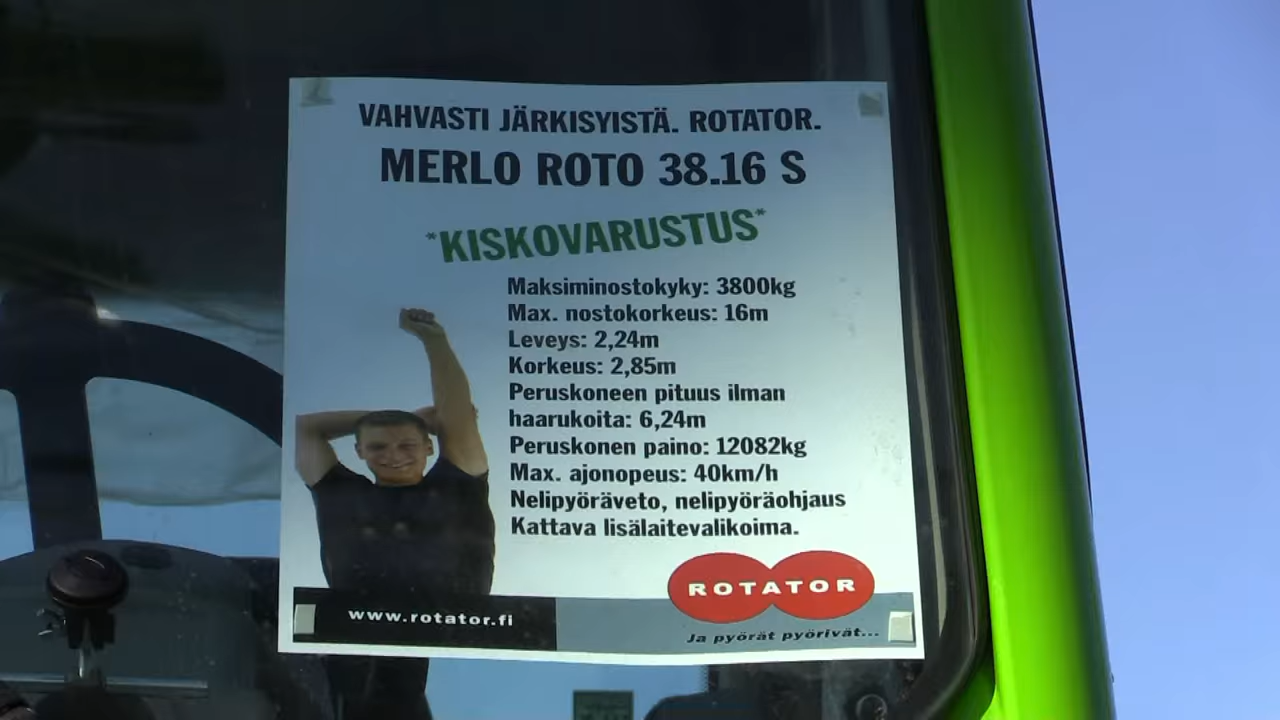 VAHVASTI JÄRKISYISTÄ. ROTATOR.
MERLO ROTO 38.16 S
*KISKOVARUSTUS*
Maksiminostokyky: 3800kg
Max. nostokorkeus: 16m
Leveys: 2,24m
Korkeus: 2,85m
Peruskoneen pituus ilman
haarukoita: 6,24m
Peruskonen paino: 12082kg
Max. ajonopeus: 40km/h
Nelipyöräveto, nelipyöräohjaus
Kattava lisälaitevalikoima.
ROTATOR
www.rotator.fi
Ja pyörät pyörivät...